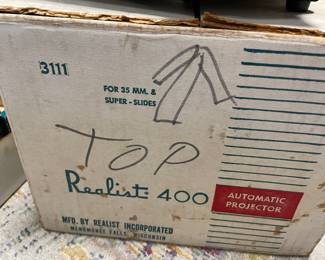 3111
FOR 35 MM. &
SUPER - SLIDES
TOP
Realist 400
AUTOMATIC
PROJECTOR
MFD. BY REALIST INCORPORATED
MENOMONEE FALLS, WISCONSIN